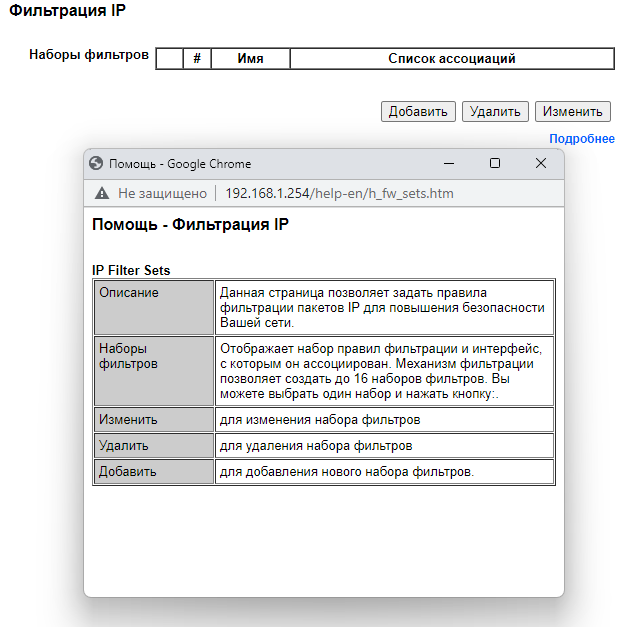 Фильтрация IP
Наборы фильтров # Имя Список ассоциаций
Добавить Удалить Изменить
Подробнее
Помощь - Google Chrome
Не защищено 192.168.1.254/help-en/h_fw_sets.htm
Помощь - Фильтрация IP
IP Filter Sets
Описание
Данная страница позволяет задать правила
фильтрации пакетов IP для повышения безопасности
Вашей сети.
Наборы
фильтров
Отображает набор правил фильтрации и интерфейс,
с которым он ассоциирован. Механизм фильтрации
позволяет создать до 16 наборов фильтров. Вы
можете выбрать один набор и нажать кнопку:.
Изменить для изменения набора фильтров
Удалить для удаления набора фильтров
Добавить для добавления нового набора фильтров.